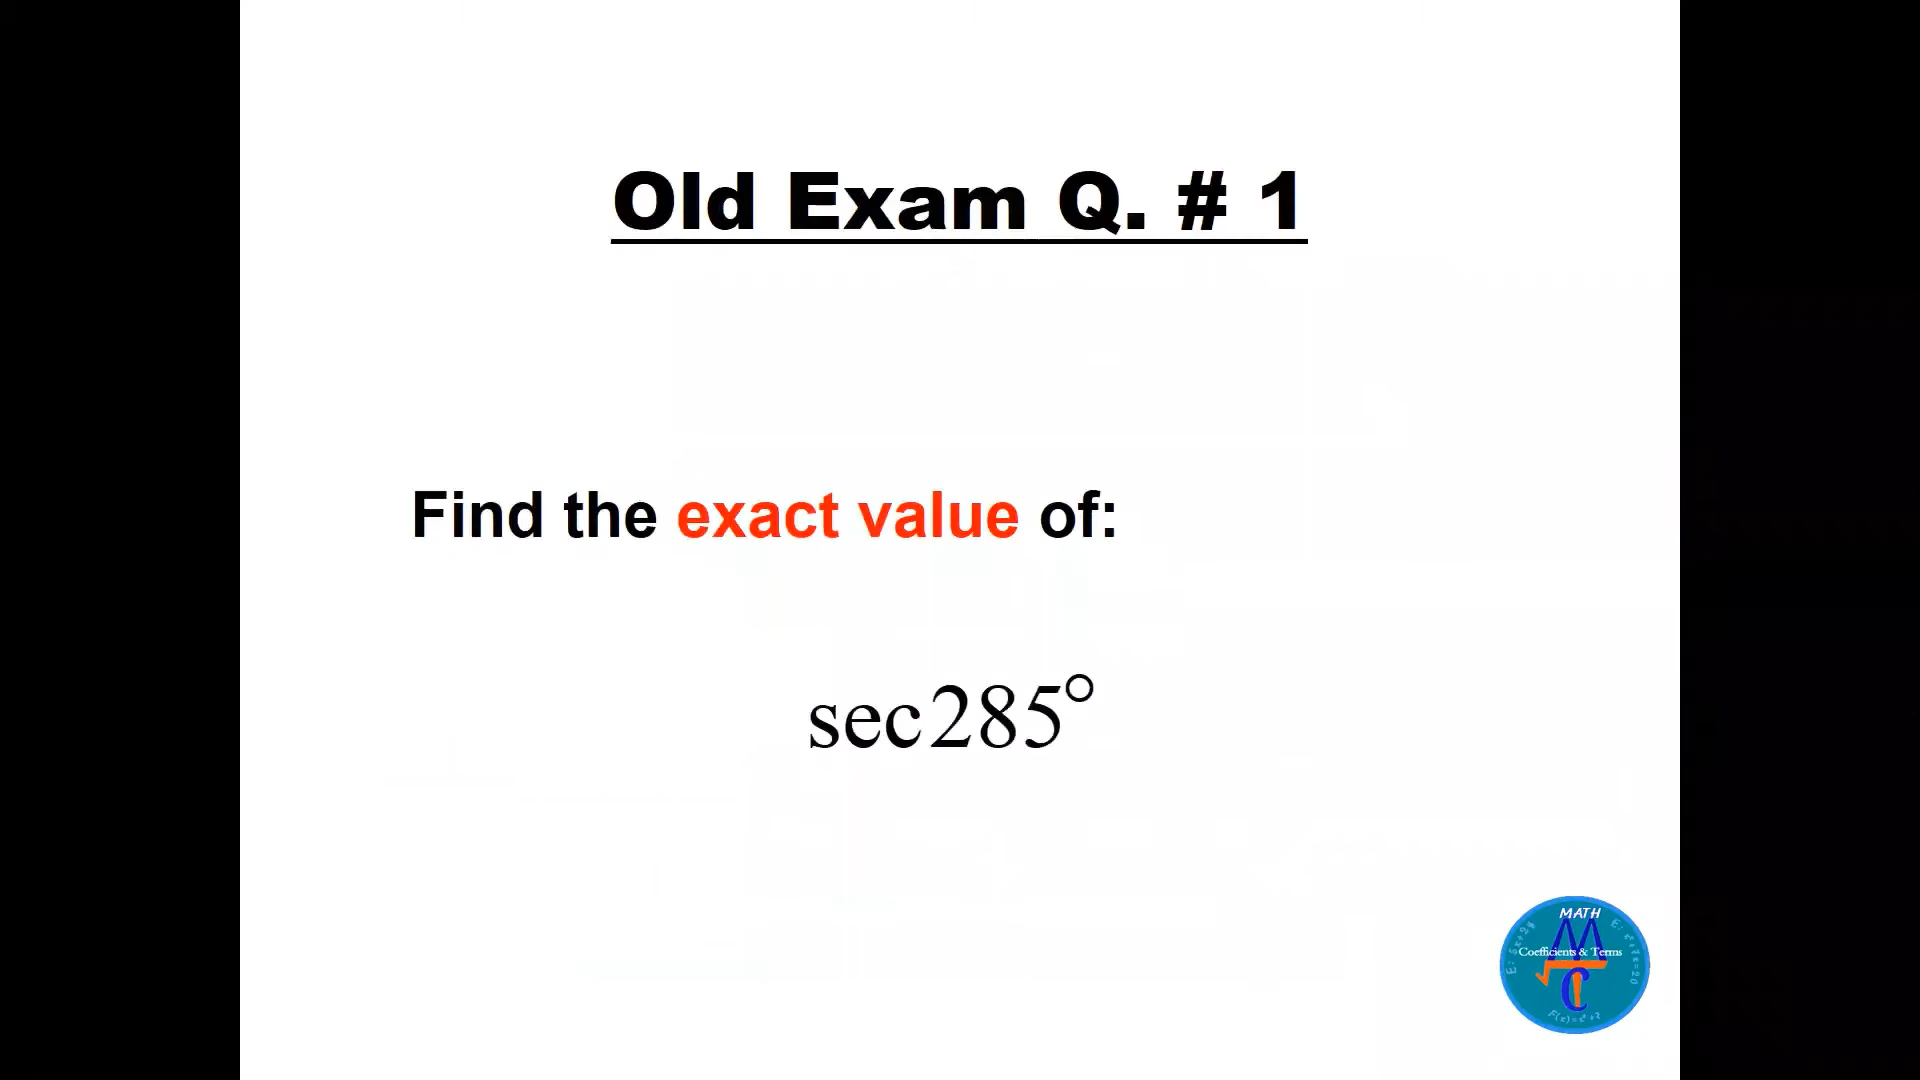 Old Exam Q. # 1
Find the exact value of:
sec285°
MATH
Coefficients & Terms